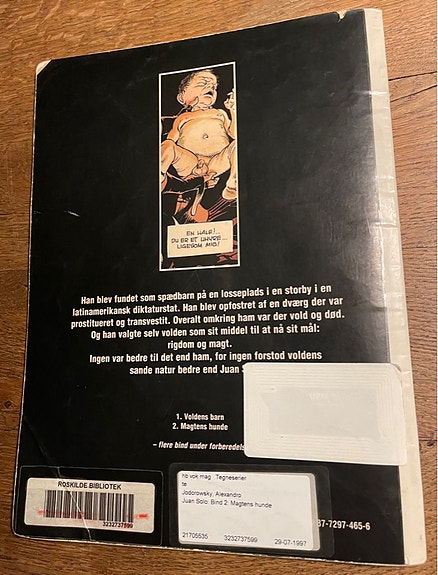 EN HALE!...
DU ER ET UHYRE...
LIGESOM MIG!
Han blev fundet som spædbarn på en losseplads i en storby i en
latinamerikansk diktaturstat. Han blev opfostret af en dværg der var
prostitueret og transvestit. Overalt omkring ham var der vold og død.
Og han valgte selv volden som sit middel til at nå sit mål:
rigdom og magt.
Ingen var bedre til det end ham, for ingen forstod voldens
sande natur bedre end Juan S
1. Voldens barn
2. Magtens hunde
– flere bind under forberedels
ROSKILDE BIBLIOTEK
3232737599
hb vok mag Tegneserier
te
Jodorowsky, Alexandro
Juan Solo. Bind 2: Magtens hunde
21705535 3232737599 29-07-1997
87-7297-465-6